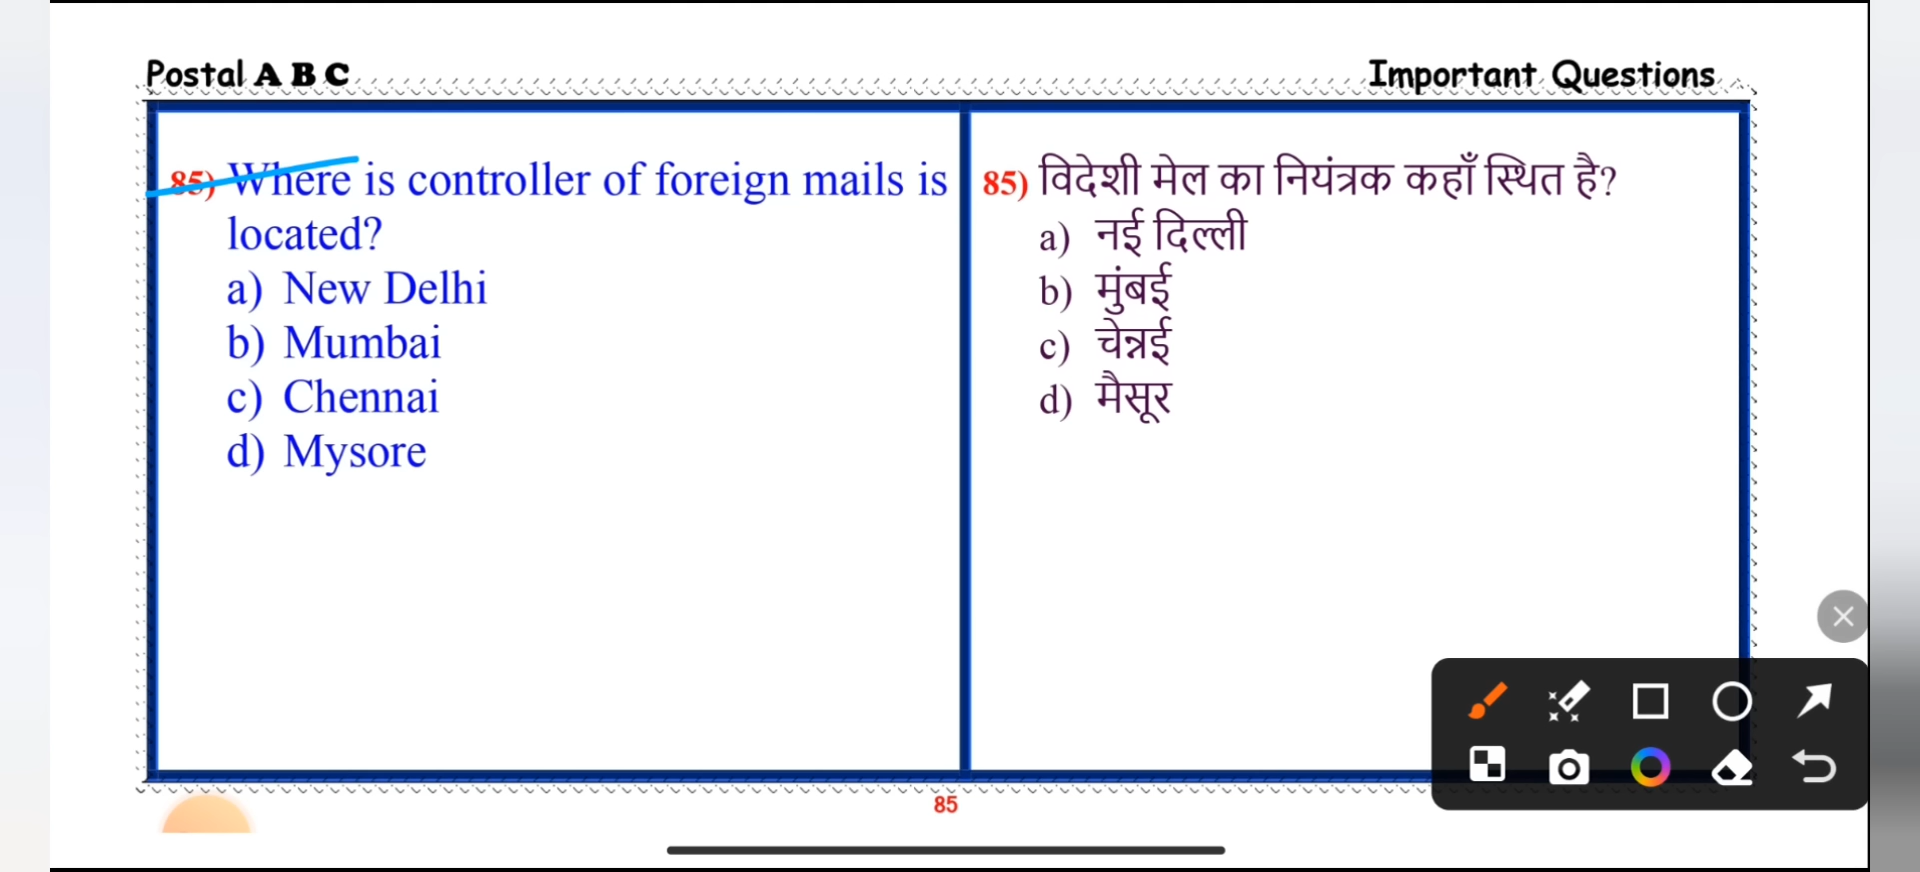 Postal A B C
Important Questions
85) Where is controller of foreign mails is
located?
a) New Delhi
b) Mumbai
c) Chennai
d) Mysore
85) विदेशी मेल का नियंत्रक कहाँ स्थित है?
a) नई दिल्ली
b) मुंबई
c) चेन्नई
d) मैसूर
85